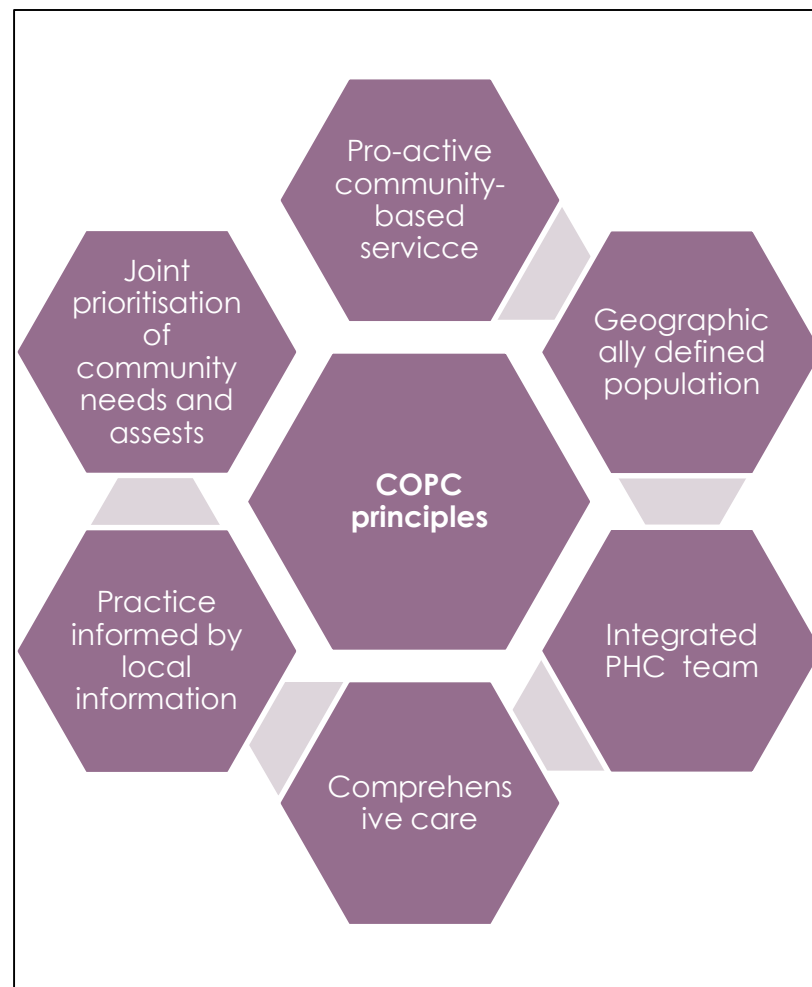 Pro-active
community-
based
servicce
Geographic
ally defined
population
Integrated
PHC team
Comprehens
ive care
Practice
informed by
local
information
Joint
prioritisation
of
community
needs and
assests
COPC
principles